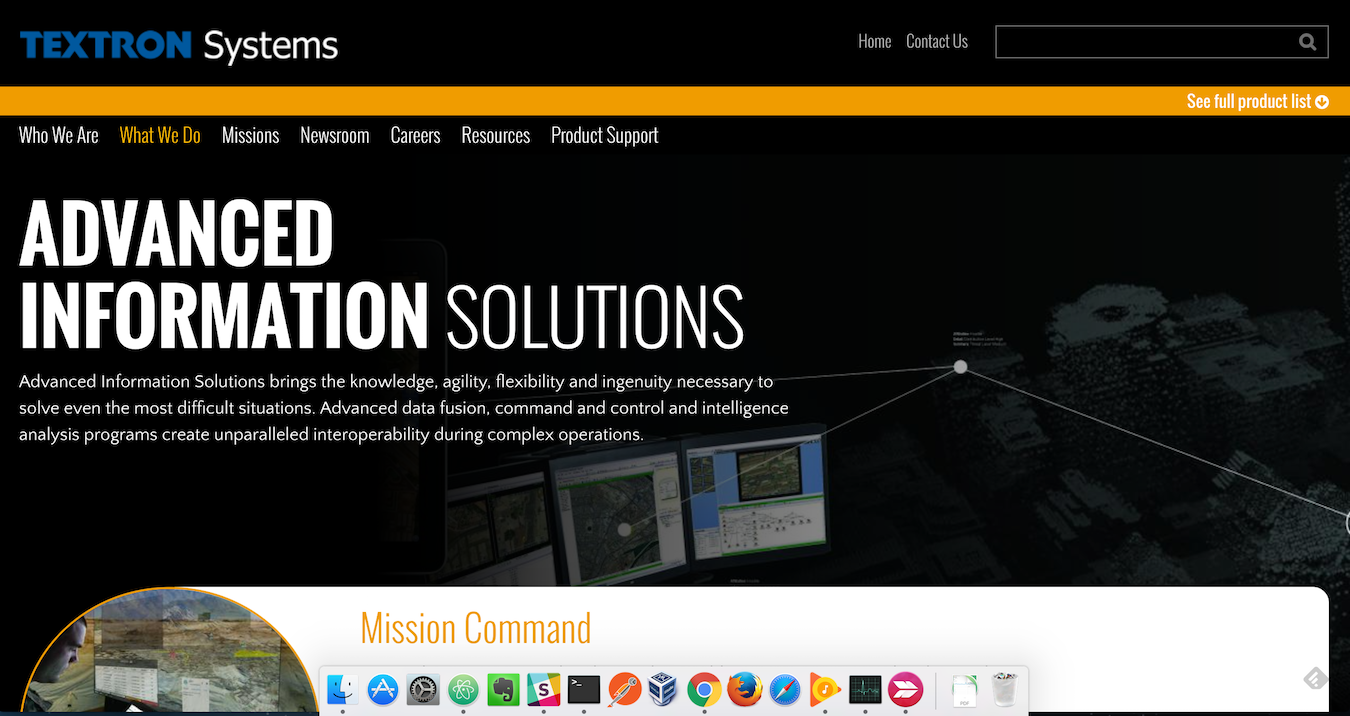 TEXTRON Systems
Home Contact Us
See full product list
Who We Are What We Do Missions Newsroom Careers Resources Product Support
ADVANCED
INFORMATION SOLUTIONS
Advanced Information Solutions brings the knowledge, agility, flexibility and ingenuity necessary to
solve even the most difficult situations. Advanced data fusion, command and control and intelligence
analysis programs create unparalleled interoperability during complex operations.
Mission Command